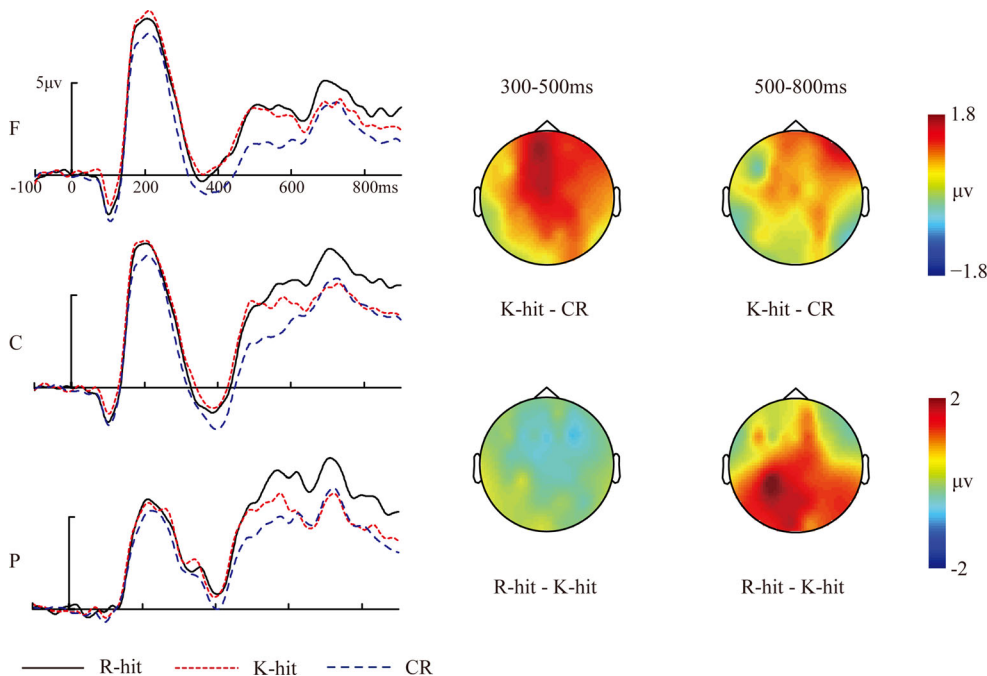 5μv
F
-100 0 200 400 600 800ms
C
P
R-hit K-hit CR
300-500ms 500-800ms
K-hit - CR K-hit - CR
1.8
μv
−1.8
R-hit - K-hit R-hit - K-hit
2
μv
-2